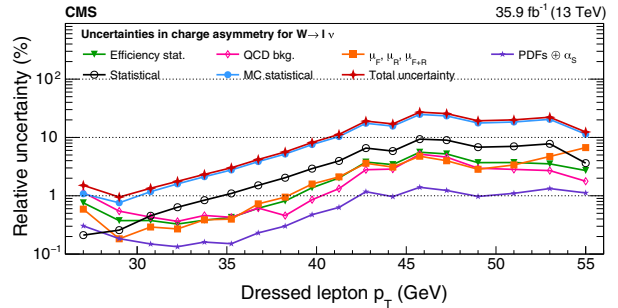 CMS 35.9 fb⁻¹ (13 TeV)
Uncertainties in charge asymmetry for W→ l ν
Efficiency stat. QCD bkg. μF, μR, μF+R PDFs ⊕ αS
Statistical MC statistical Total uncertainty
Relative uncertainty (%)
10²
10
1
10⁻¹
30 35 40 45 50 55
Dressed lepton pT (GeV)